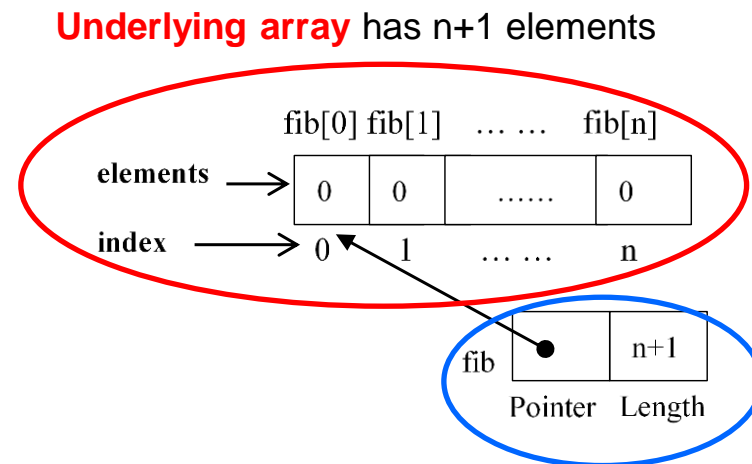 Underlying array has n+1 elements
fib[0] fib[1] … … fib[n]
elements 0 0 …… 0
index 0 1 … … n
fib n+1
Pointer Length